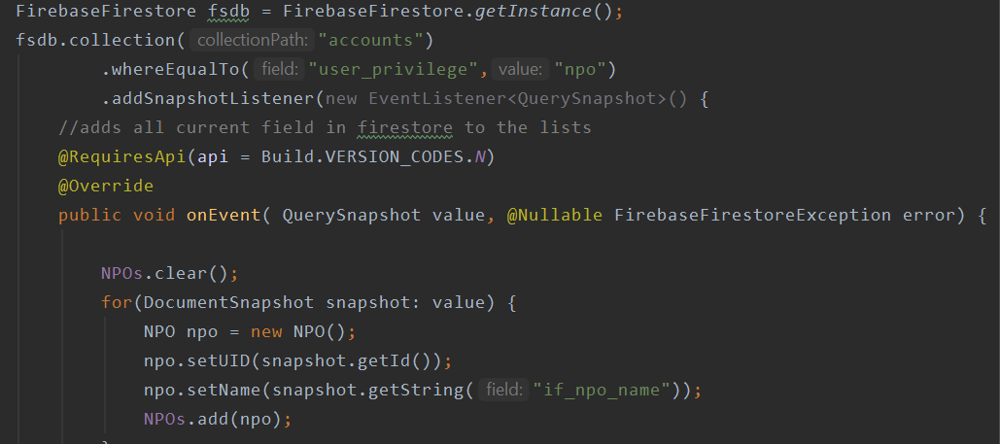 FirebaseFirestore fsdb = FirebaseFirestore.getInstance();
fsdb.collection( collectionPath: "accounts")
.whereEqualTo( field: "user_privilege", value: "npo")
.addSnapshotListener(new EventListener<QuerySnapshot>() {
//adds all current field in firestore to the lists
@RequiresApi(api = Build.VERSION_CODES.N)
@Override
public void onEvent( QuerySnapshot value, @Nullable FirebaseFirestoreException error) {
NPOs.clear();
for(DocumentSnapshot snapshot: value) {
NPO npo = new NPO();
npo.setUID(snapshot.getId());
npo.setName(snapshot.getString( field: "if_npo_name"));
NPOs.add(npo);